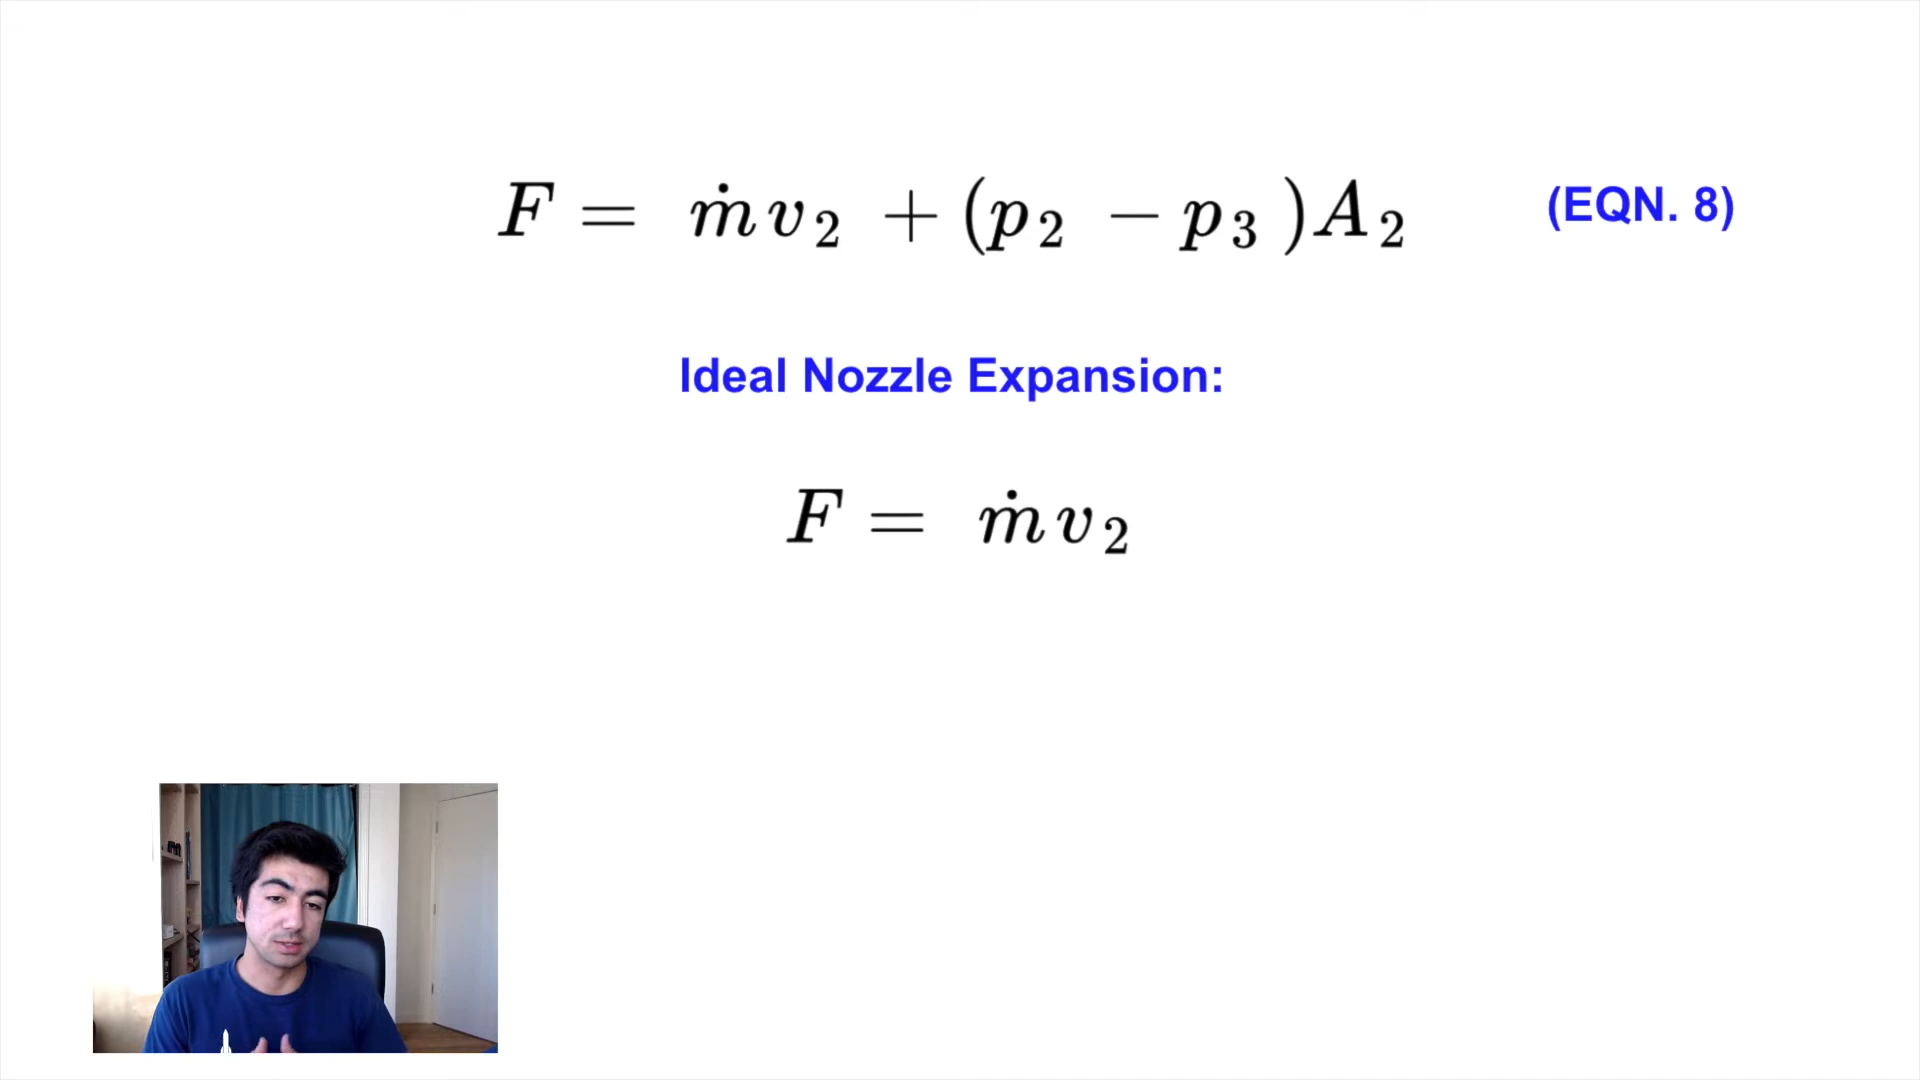 F = ṁv₂ + (p₂ − p₃)A₂ (EQN. 8)
Ideal Nozzle Expansion:
F = ṁv₂